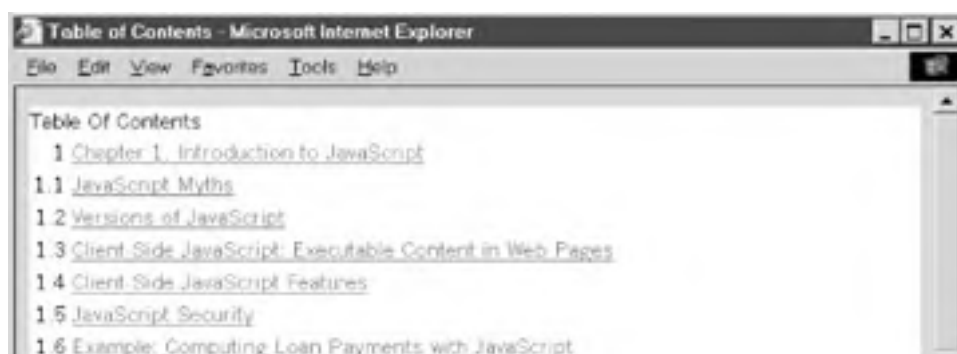 Table of Contents - Microsoft Internet Explorer
File Edit View Favorites Tools Help
Table Of Contents
1 Chapter 1. Introduction to JavaScript
1.1 JavaScript Myths
1.2 Versions of JavaScript
1.3 Client Side JavaScript: Executable Content in Web Pages
1.4 Client Side JavaScript Features
1.5 JavaScript Security
1.6 Example: Computing Loan Payments with JavaScript